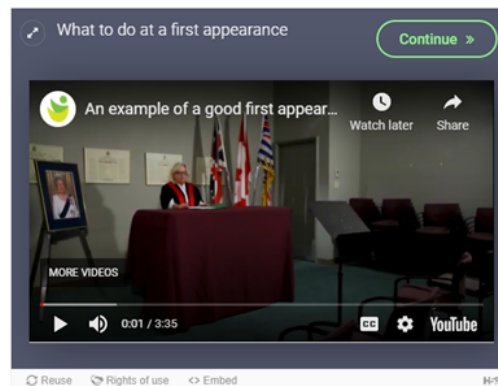 What to do at a first appearance
Continue »
An example of a good first appear...
Watch later
Share
MORE VIDEOS
0:01 / 3:35
CC
YouTube
Reuse
Rights of use
<> Embed